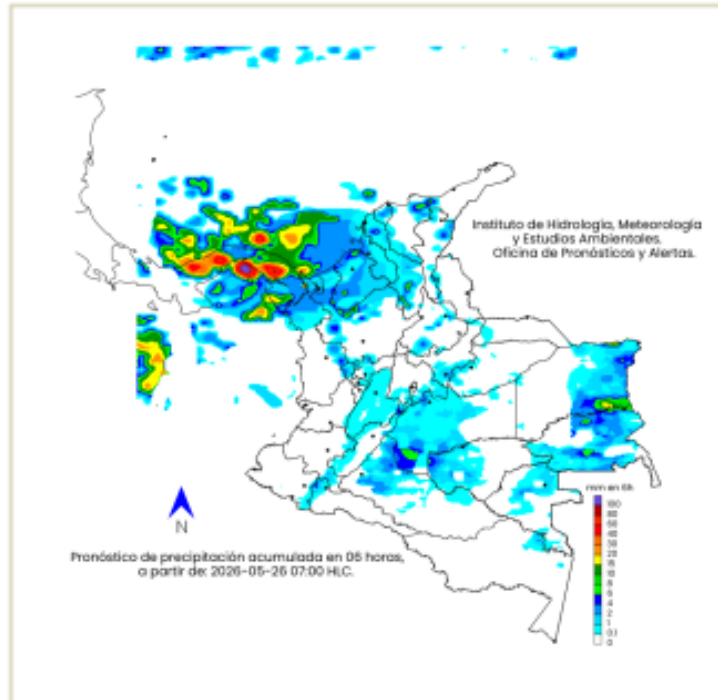 Instituto de Hidrología, Meteorología
y Estudios Ambientales.
Oficina de Pronósticos y Alertas.
N
Pronóstico de precipitación acumulada en 06 horas,
a partir de: 2026-05-26 07:00 HLC.
mm en 6h
100
80
60
40
30
20
15
10
8
6
4
2
1
0.1
0